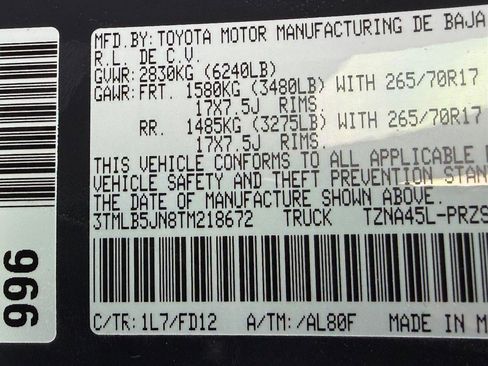 MFD.BY:TOYOTA MOTOR MANUFACTURING DE BAJA
R.L. DE C.V.
GVWR: 2830KG (6240LB)
GAWR: FRT. 1580KG (3480LB) WITH 265/70R17
17X7.5J RIMS.
RR. 1485KG (3275LB) WITH 265/70R17
17X7.5J RIMS.
THIS VEHICLE CONFORMS TO ALL APPLICABLE
VEHICLE SAFETY AND THEFT PREVENTION STAN
THE DATE OF MANUFACTURE SHOWN ABOVE.
3TMLB5JN8TM218672 TRUCK TZNA45L-PRZS
C/TR: 1L7/FD12 A/TM: /AL80F MADE IN M
996